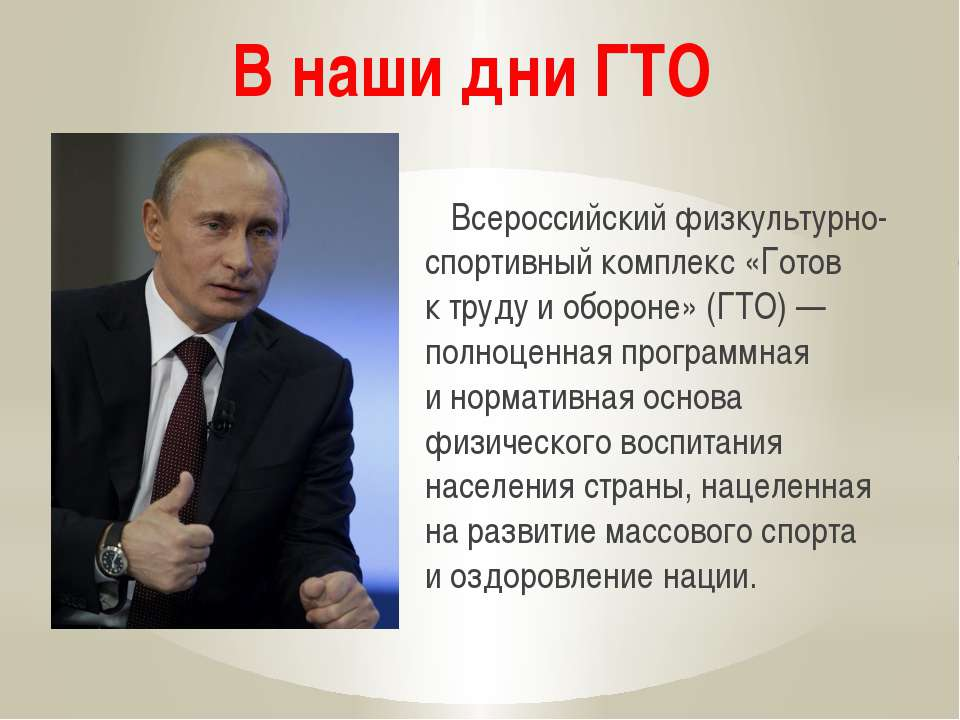 В наши дни ГТО
Всероссийский физкультурно-
спортивный комплекс «Готов
к труду и обороне» (ГТО) —
полноценная программная
и нормативная основа
физического воспитания
населения страны, нацеленная
на развитие массового спорта
и оздоровление нации.